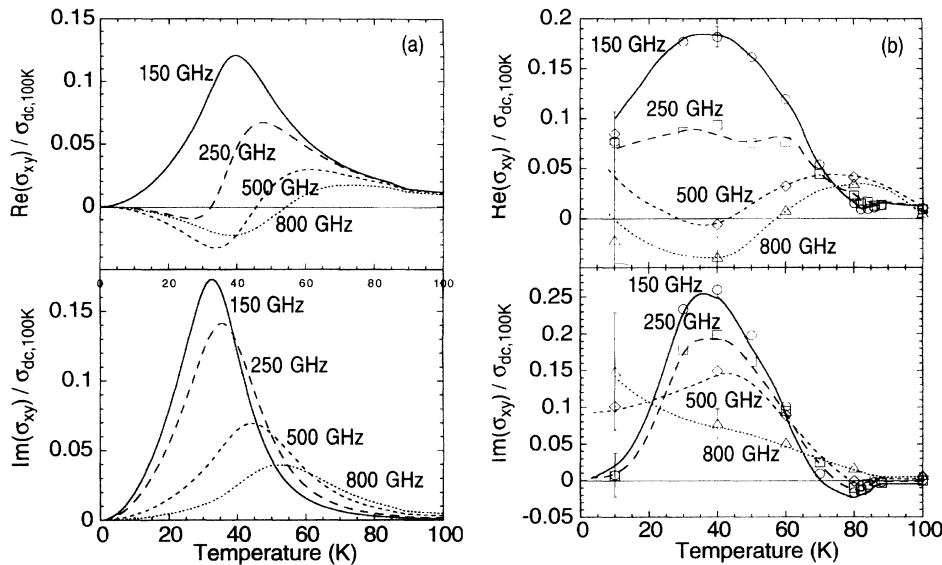 (a)
0.15
0.1
0.05
0
Re(σxy) / σdc,100K
150 GHz
250 GHz
500 GHz
800 GHz
0 20 40 60 80 100
0.15
0.1
0.05
0
Im(σxy) / σdc,100K
150 GHz
250 GHz
500 GHz
800 GHz
0 20 40 60 80 100
Temperature (K)
(b)
0.2
0.15
0.1
0.05
0
Re(σxy) / σdc,100K
150 GHz
250 GHz
500 GHz
800 GHz
0.25
0.2
0.15
0.1
0.05
0
-0.05
Im(σxy) / σdc,100K
150 GHz
250 GHz
500 GHz
800 GHz
0 20 40 60 80 100
Temperature (K)